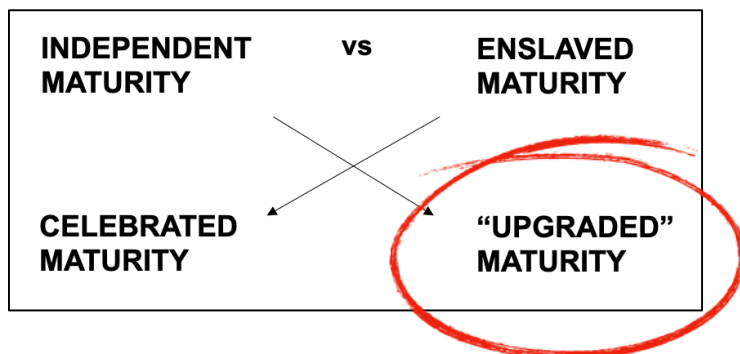 INDEPENDENT MATURITY
vs
ENSLAVED MATURITY
CELEBRATED MATURITY
“UPGRADED” MATURITY